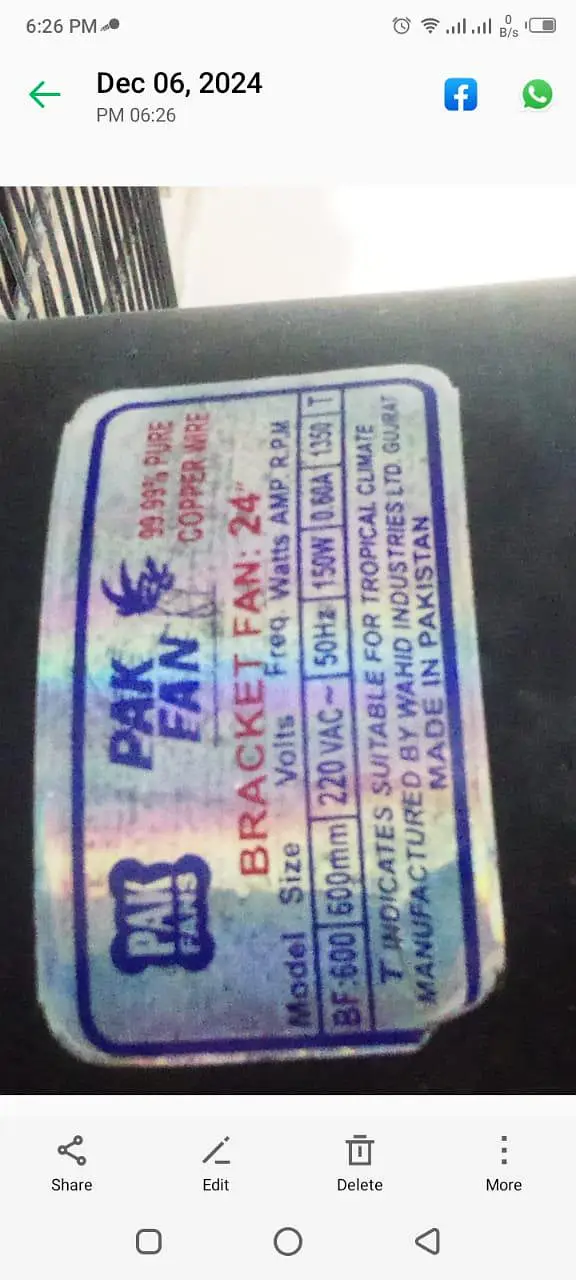 6:26 PM
0
B/s
Dec 06, 2024
PM 06:26
PAK
FANS
PAK
FAN
99.99% PURE
COPPER WIRE
BRACKET FAN: 24"
Model Size Volts Freq. Watts AMP R.P.M
BF-600 600mm 220 VAC ~ 50Hz 150W 0.60A 1350 T
T INDICATES SUITABLE FOR TROPICAL CLIMATE
MANUFACTURED BY WAHID INDUSTRIES LTD. GUJRAT
MADE IN PAKISTAN
Share
Edit
Delete
More